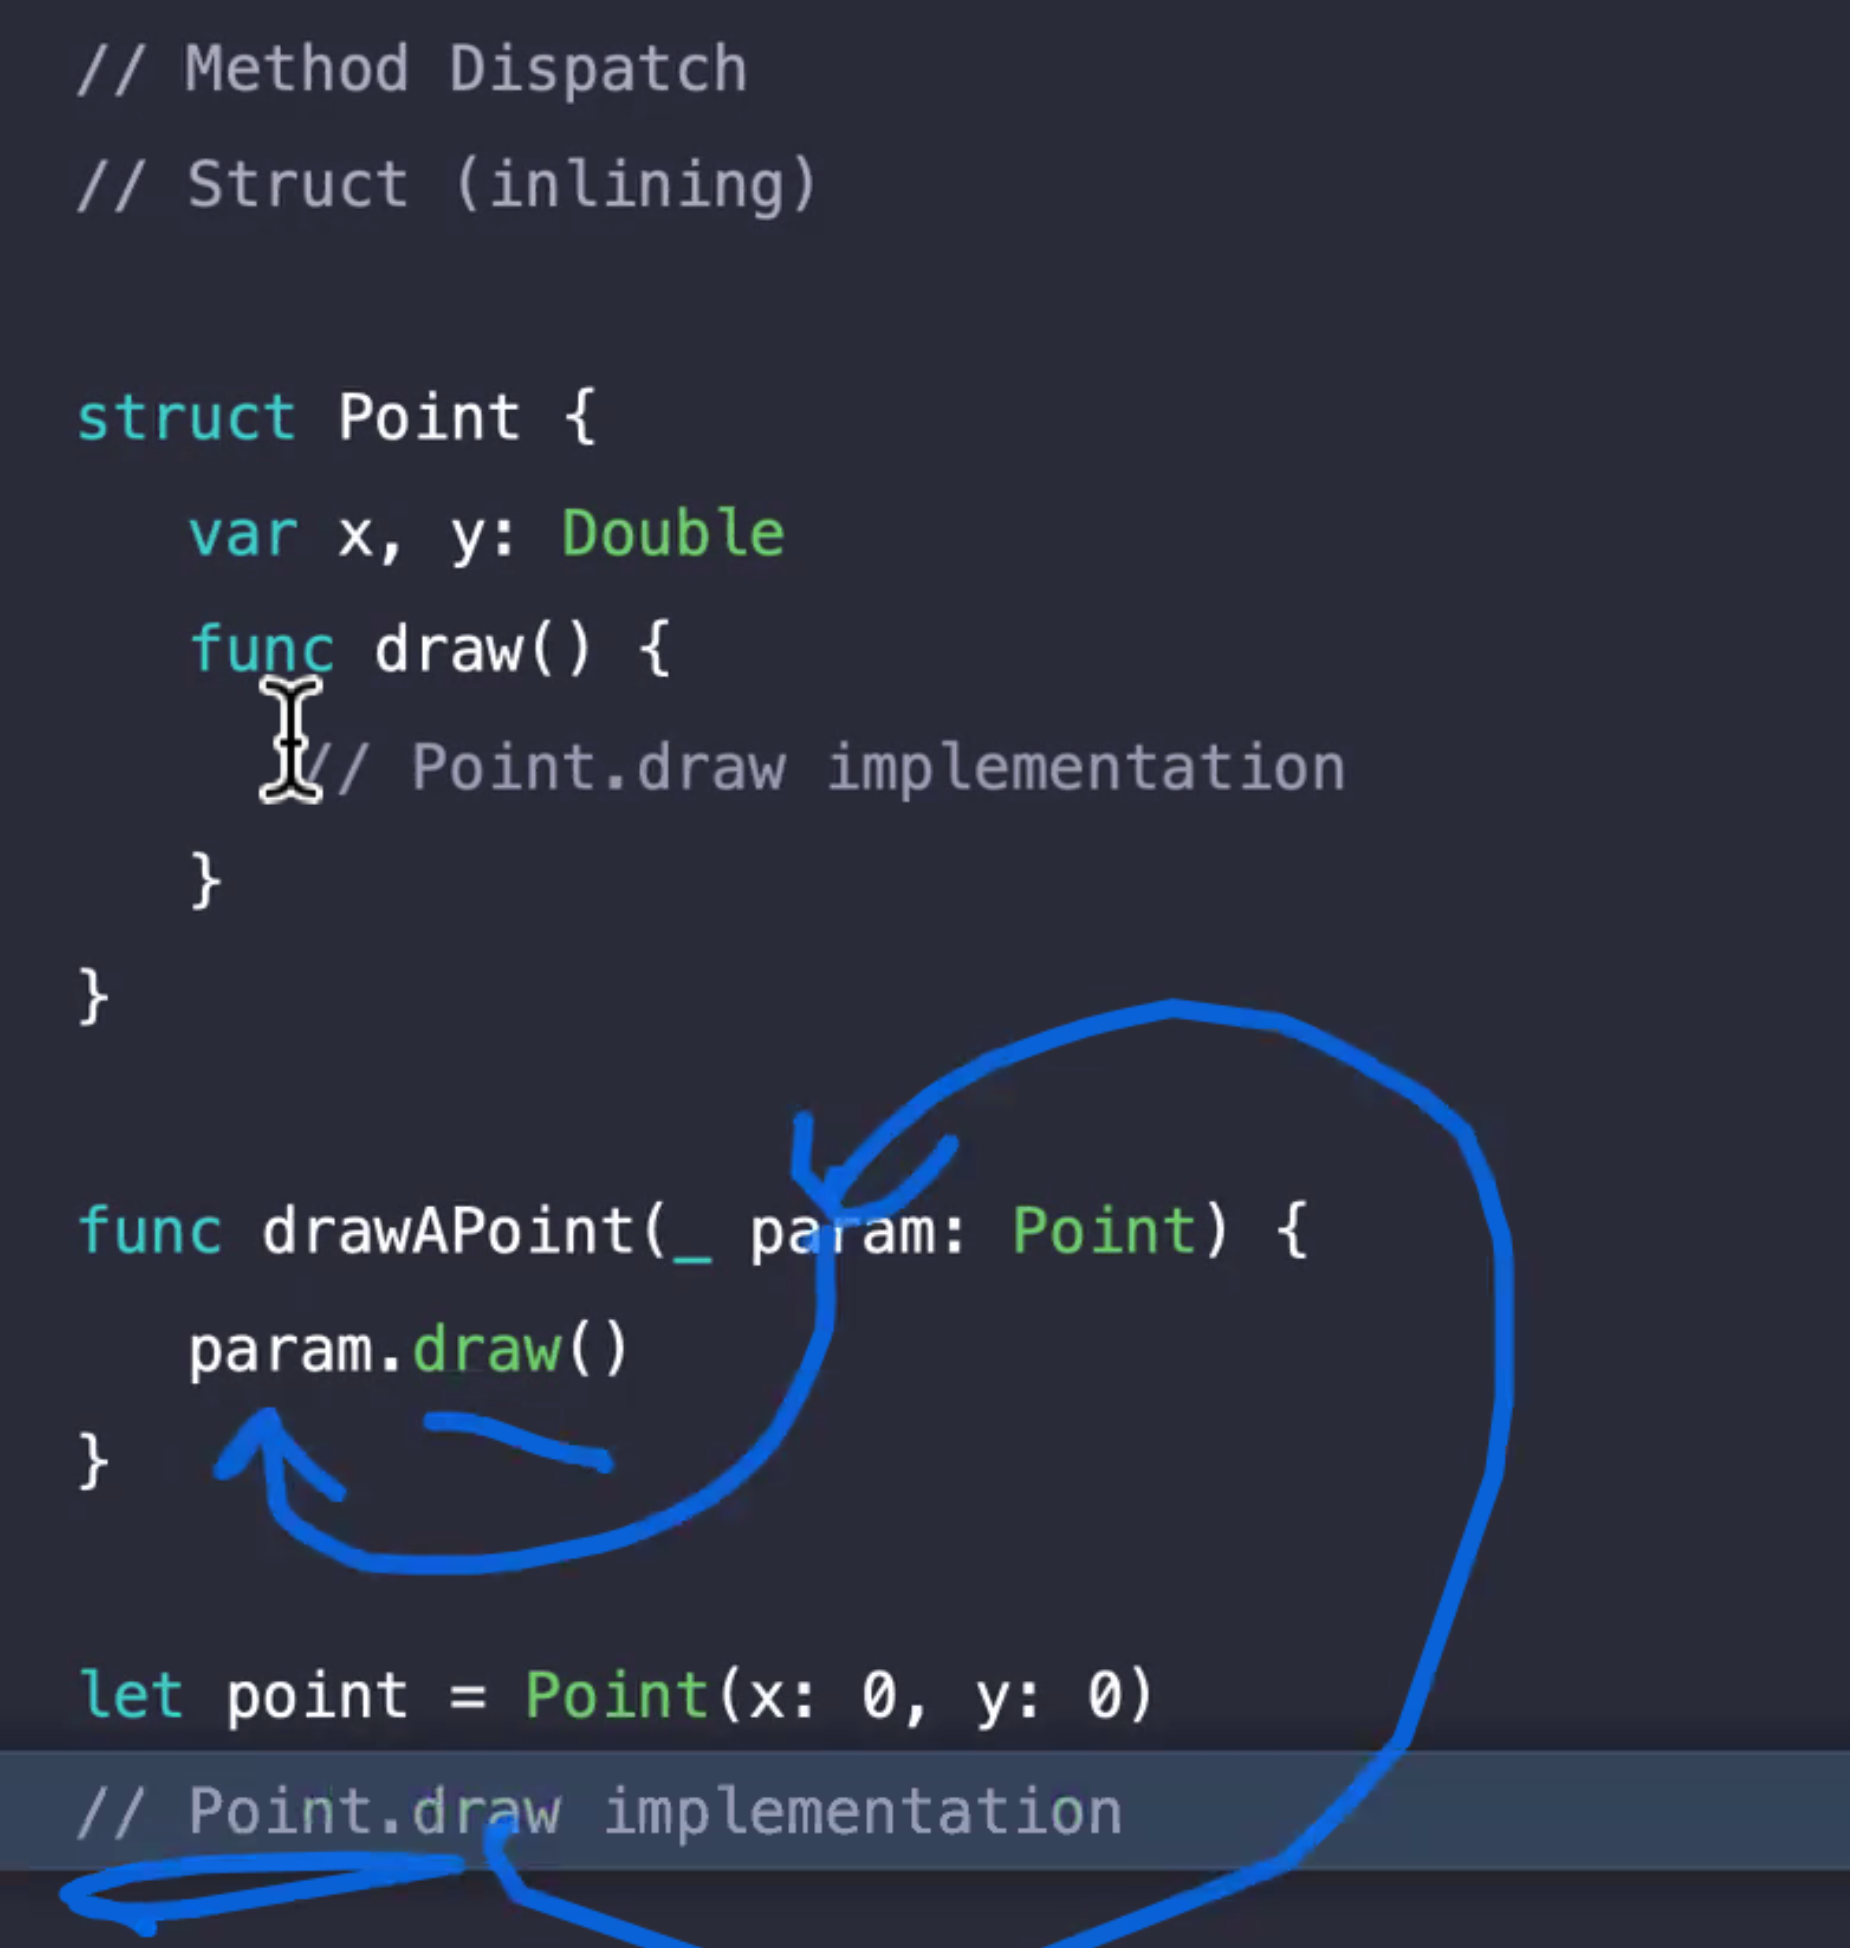 // Method Dispatch
// Struct (inlining)
struct Point {
var x, y: Double
func draw() {
// Point.draw implementation
}
}
func drawAPoint(_ param: Point) {
param.draw()
}
let point = Point(x: 0, y: 0)
// Point.draw implementation